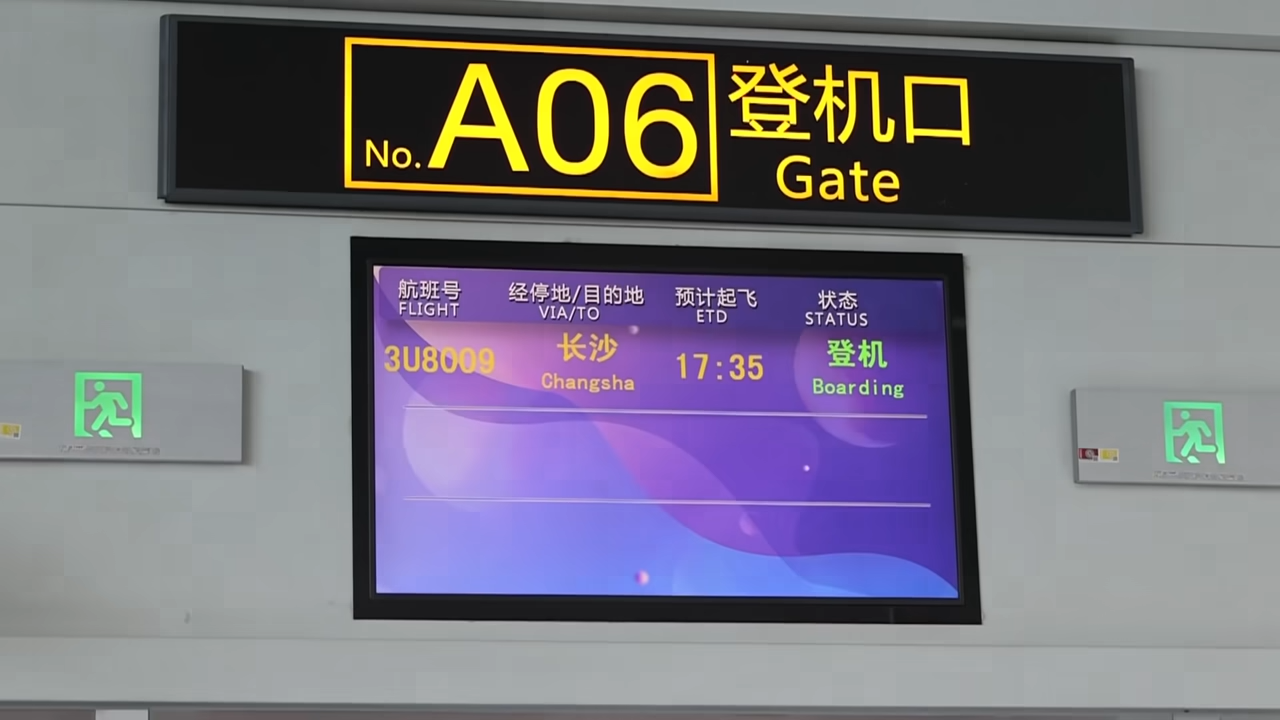 No. A06 登机口
Gate
航班号 经停地/目的地 预计起飞 状态
FLIGHT VIA/TO ETD STATUS
3U8009 长沙 17:35 登机
Changsha Boarding